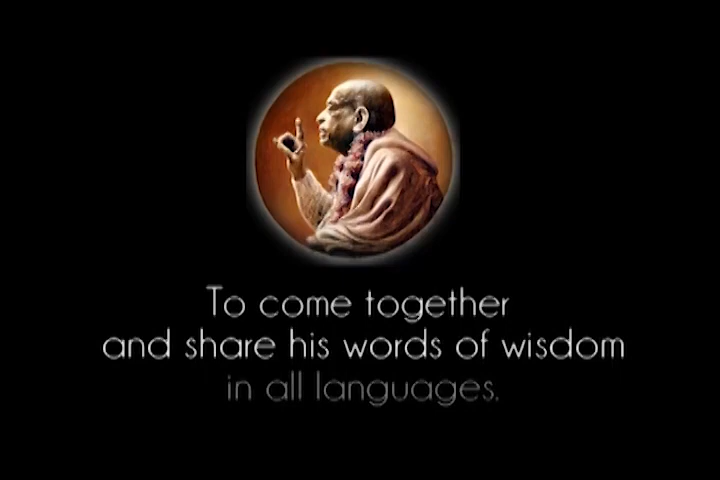 To come together
and share his words of wisdom
in all languages.